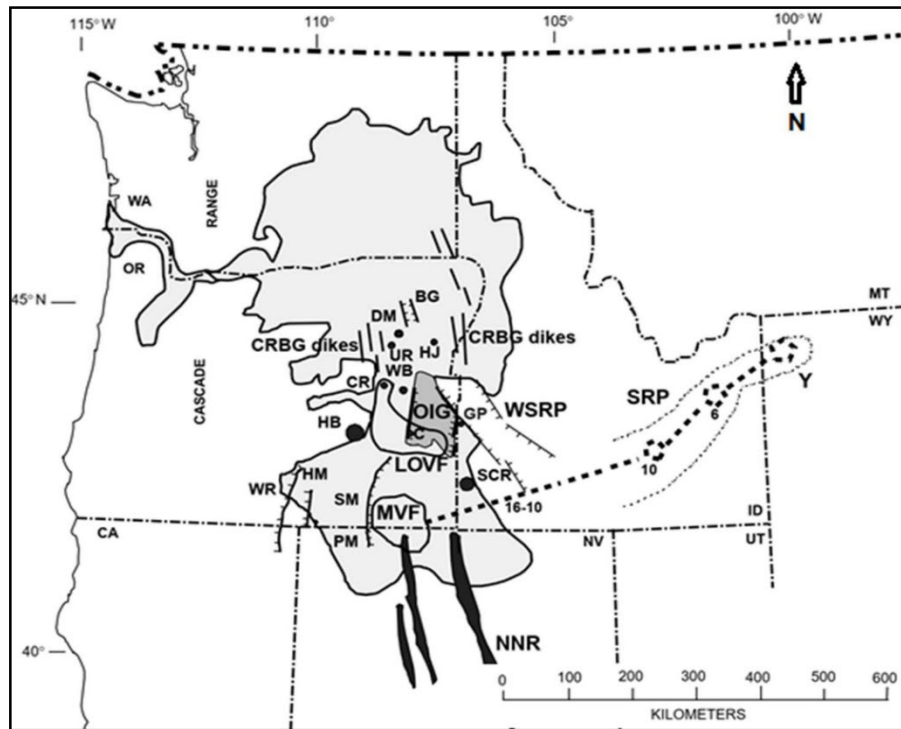 115° W
110°
105°
100° W
N
WA
RANGE
OR
45° N
BG
DM
MT
WY
CRBG dikes
CRBG dikes
UR
HJ
WB
CR
SRP
Y
CASCADE
OIG
GP
WSRP
6
HB
C
10
LOVF
SCR
WR
HM
SM
16-10
MVF
ID
CA
PM
NV
UT
40°
NNR
0 100 200 300 400 500 600
KILOMETERS